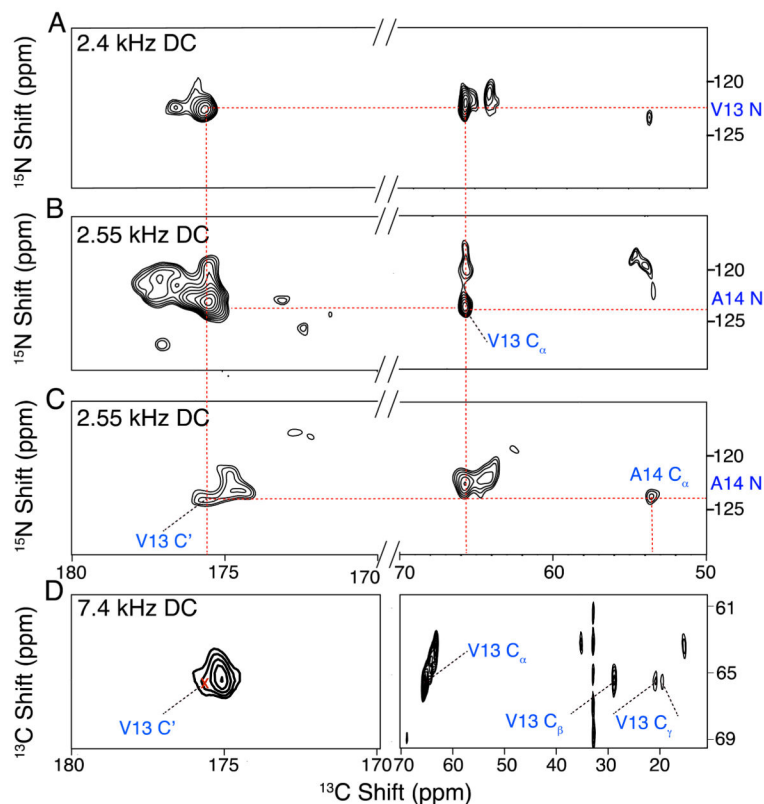 A
2.4 kHz DC
¹⁵N Shift (ppm)
120
V13 N
125
B
2.55 kHz DC
¹⁵N Shift (ppm)
120
A14 N
125
V13 Cα
C
2.55 kHz DC
¹⁵N Shift (ppm)
120
A14 Cα
A14 N
125
V13 C'
180 175 170 70 60 50
D
7.4 kHz DC
¹³C Shift (ppm)
61
V13 Cα
65
x
V13 C'
V13 Cβ
V13 Cγ
69
180 175 170 60 50 40 30 20
¹³C Shift (ppm)